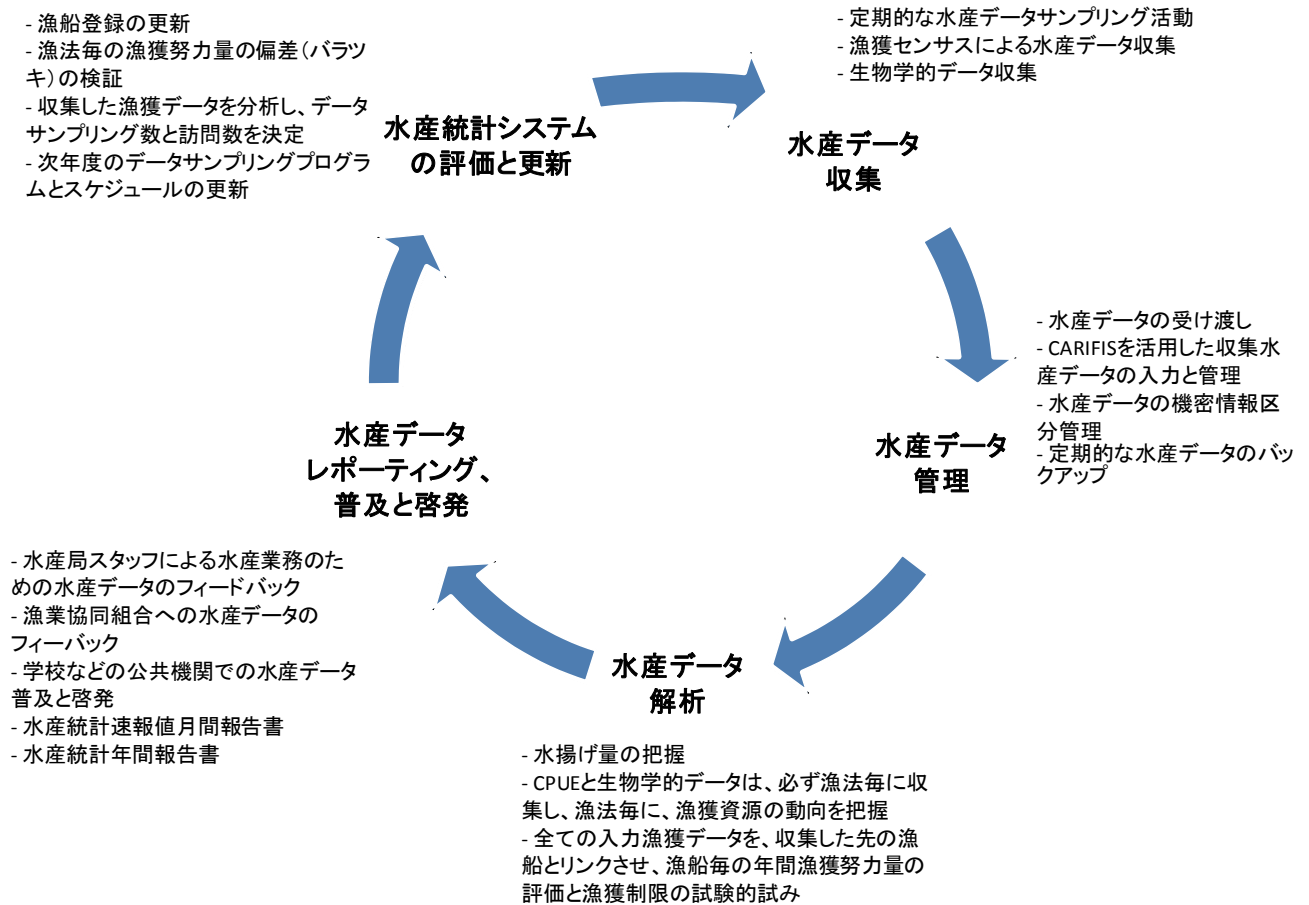 - 漁船登録の更新
- 漁法毎の漁獲努力量の偏差(バラツ
キ)の検証
- 収集した漁獲データを分析し、データ
サンプリング数と訪問数を決定
- 次年度のデータサンプリングプログラ
ムとスケジュールの更新
水産統計システム
の評価と更新
- 定期的な水産データサンプリング活動
- 漁獲センサスによる水産データ収集
- 生物学的データ収集
水産データ
収集
- 水産データの受け渡し
- CARIFISを活用した収集水
産データの入力と管理
- 水産データの機密情報区
分管理
- 定期的な水産データのバッ
クアップ
水産データ
管理
水産データ
解析
- 水揚げ量の把握
- CPUEと生物学的データは、必ず漁法毎に収
集し、漁法毎に、漁獲資源の動向を把握
- 全ての入力漁獲データを、収集した先の漁
船とリンクさせ、漁船毎の年間漁獲努力量の
評価と漁獲制限の試験的試み
水産データ
レポーティング、
普及と啓発
- 水産局スタッフによる水産業務のた
めの水産データのフィードバック
- 漁業協同組合への水産データの
フィーバック
- 学校などの公共機関での水産データ
普及と啓発
- 水産統計速報値月間報告書
- 水産統計年間報告書